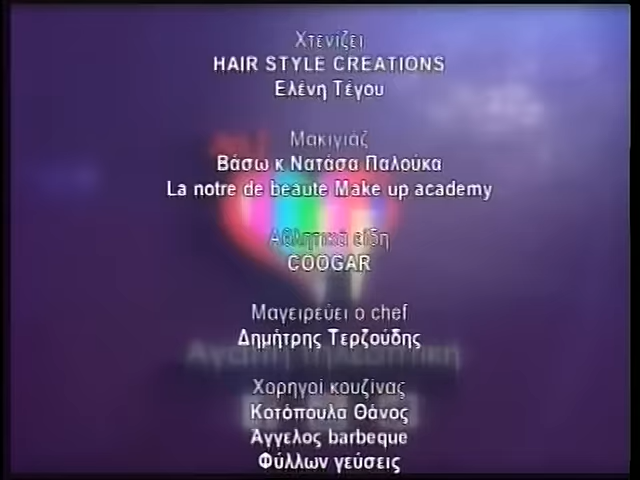 Χτενίζει
HAIR STYLE CREATIONS
Ελένη Τέγου
Μακιγιάζ
Βάσω κ Νατάσα Παλούκα
La notre de beaute Make up academy
Αθλητικά είδη
COOGAR
Μαγειρεύει ο chef
Δημήτρης Τερζούδης
Χορηγοί κουζίνας
Κοτόπουλα Θάνος
Άγγελος barbeque
Φύλλων γεύσεις